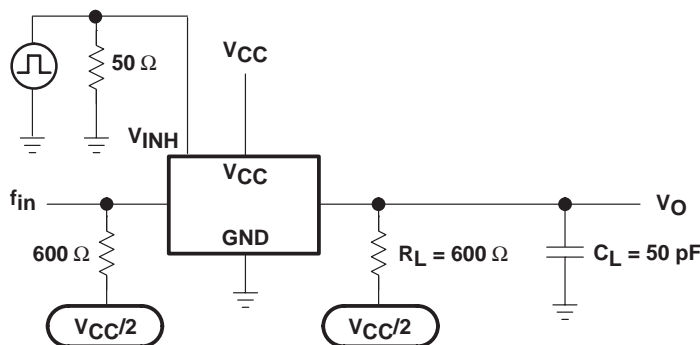 50 Ω
VCC
VINH
VCC
fin
VO
GND
600 Ω
RL = 600 Ω
CL = 50 pF
VCC/2
VCC/2